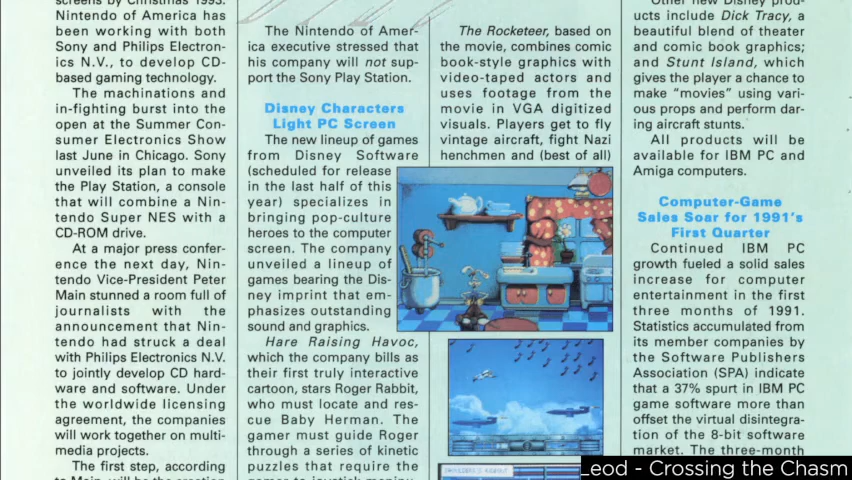 screens by Christmas 1993.
Nintendo of America has
been working with both
Sony and Philips Electron-
ics N.V., to develop CD-
based gaming technology.
The machinations and
in-fighting burst into the
open at the Summer Con-
sumer Electronics Show
last June in Chicago. Sony
unveiled its plan to make
the Play Station, a console
that will combine a Nin-
tendo Super NES with a
CD-ROM drive.
At a major press confer-
ence the next day, Nin-
tendo Vice-President Peter
Main stunned a room full of
journalists with the
announcement that Nin-
tendo had struck a deal
with Philips Electronics N.V.
to jointly develop CD hard-
ware and software. Under
the worldwide licensing
agreement, the companies
will work together on multi-
media projects.
The first step, according
to Main, will be the creation
The Nintendo of Amer-
ica executive stressed that
his company will not sup-
port the Sony Play Station.
Disney Characters
Light PC Screen
The new lineup of games
from Disney Software
(scheduled for release
in the last half of this
year) specializes in
bringing pop-culture
heroes to the computer
screen. The company
unveiled a lineup of
games bearing the Dis-
ney imprint that em-
phasizes outstanding
sound and graphics.
Hare Raising Havoc,
which the company bills as
their first truly interactive
cartoon, stars Roger Rabbit,
who must locate and res-
cue Baby Herman. The
gamer must guide Roger
through a series of kinetic
puzzles that require the
gamer to joystick manipu-
The Rocketeer, based on
the movie, combines comic
book-style graphics with
video-taped actors and
uses footage from the
movie in VGA digitized
visuals. Players get to fly
vintage aircraft, fight Nazi
henchmen and (best of all)
Other new Disney prod-
ucts include Dick Tracy, a
beautiful blend of theater
and comic book graphics;
and Stunt Island, which
gives the player a chance to
make "movies" using vari-
ous props and perform dar-
ing aircraft stunts.
All products will be
available for IBM PC and
Amiga computers.
Computer-Game
Sales Soar for 1991's
First Quarter
Continued IBM PC
growth fueled a solid sales
increase for computer
entertainment in the first
three months of 1991.
Statistics accumulated from
its member companies by
the Software Publishers
Association (SPA) indicate
that a 37% spurt in IBM PC
game software more than
offset the virtual disintegra-
tion of the 8-bit software
market. The three-month
Leod - Crossing the Chasm